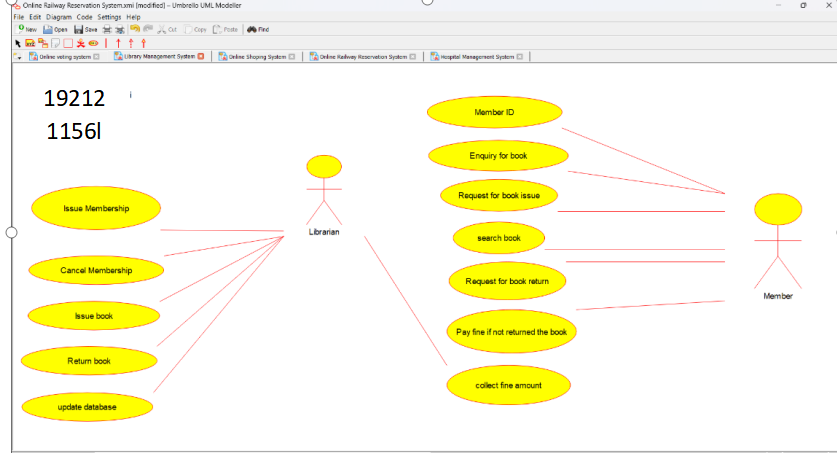 Online Railway Reservation System.xmi [modified] – Umbrello UML Modeller
File Edit Diagram Code Settings Help
New Open Save Cut Copy Paste Find
Online voting system Library Management System Online Shoping System Online Railway Reservation System Hospital Management System
19212
1156l
Member ID
Enquiry for book
Request for book issue
search book
Request for book return
Pay fine if not returned the book
collect fine amount
Librarian
Member
Issue Membership
Cancel Membership
Issue book
Return book
update database